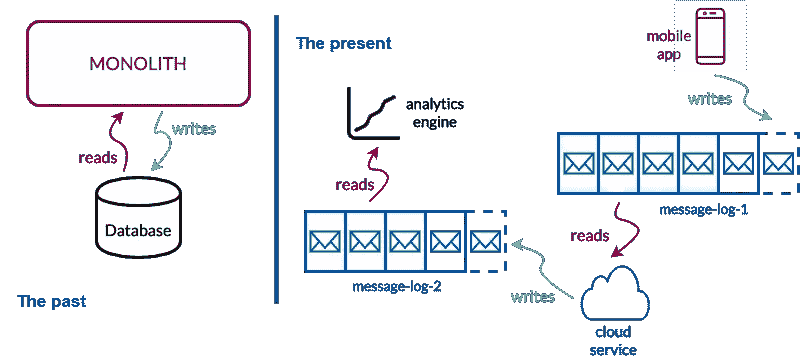 MONOLITH
reads
writes
Database
The past
The present
analytics
engine
reads
message-log-2
mobile
app
writes
message-log-1
reads
writes
cloud
service